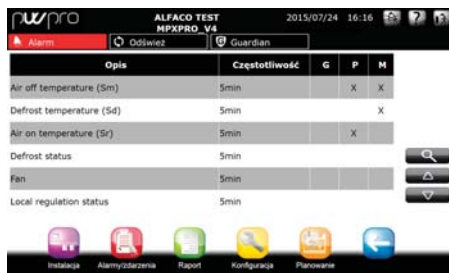 pwpro ALFACO TEST 2015/07/24 16:16 ?
MPXPRO_V4
Alarm Odśwież G Guardian
Opis Częstotliwość G P M
Air off temperature (Sm) 5min X X
Defrost temperature (Sd) 5min X
Air on temperature (Sr) 5min X
Defrost status 5min
Fan 5min
Local regulation status 5min
Instalacja Alarmy/zdarzenia Raport Konfiguracja Planowanie